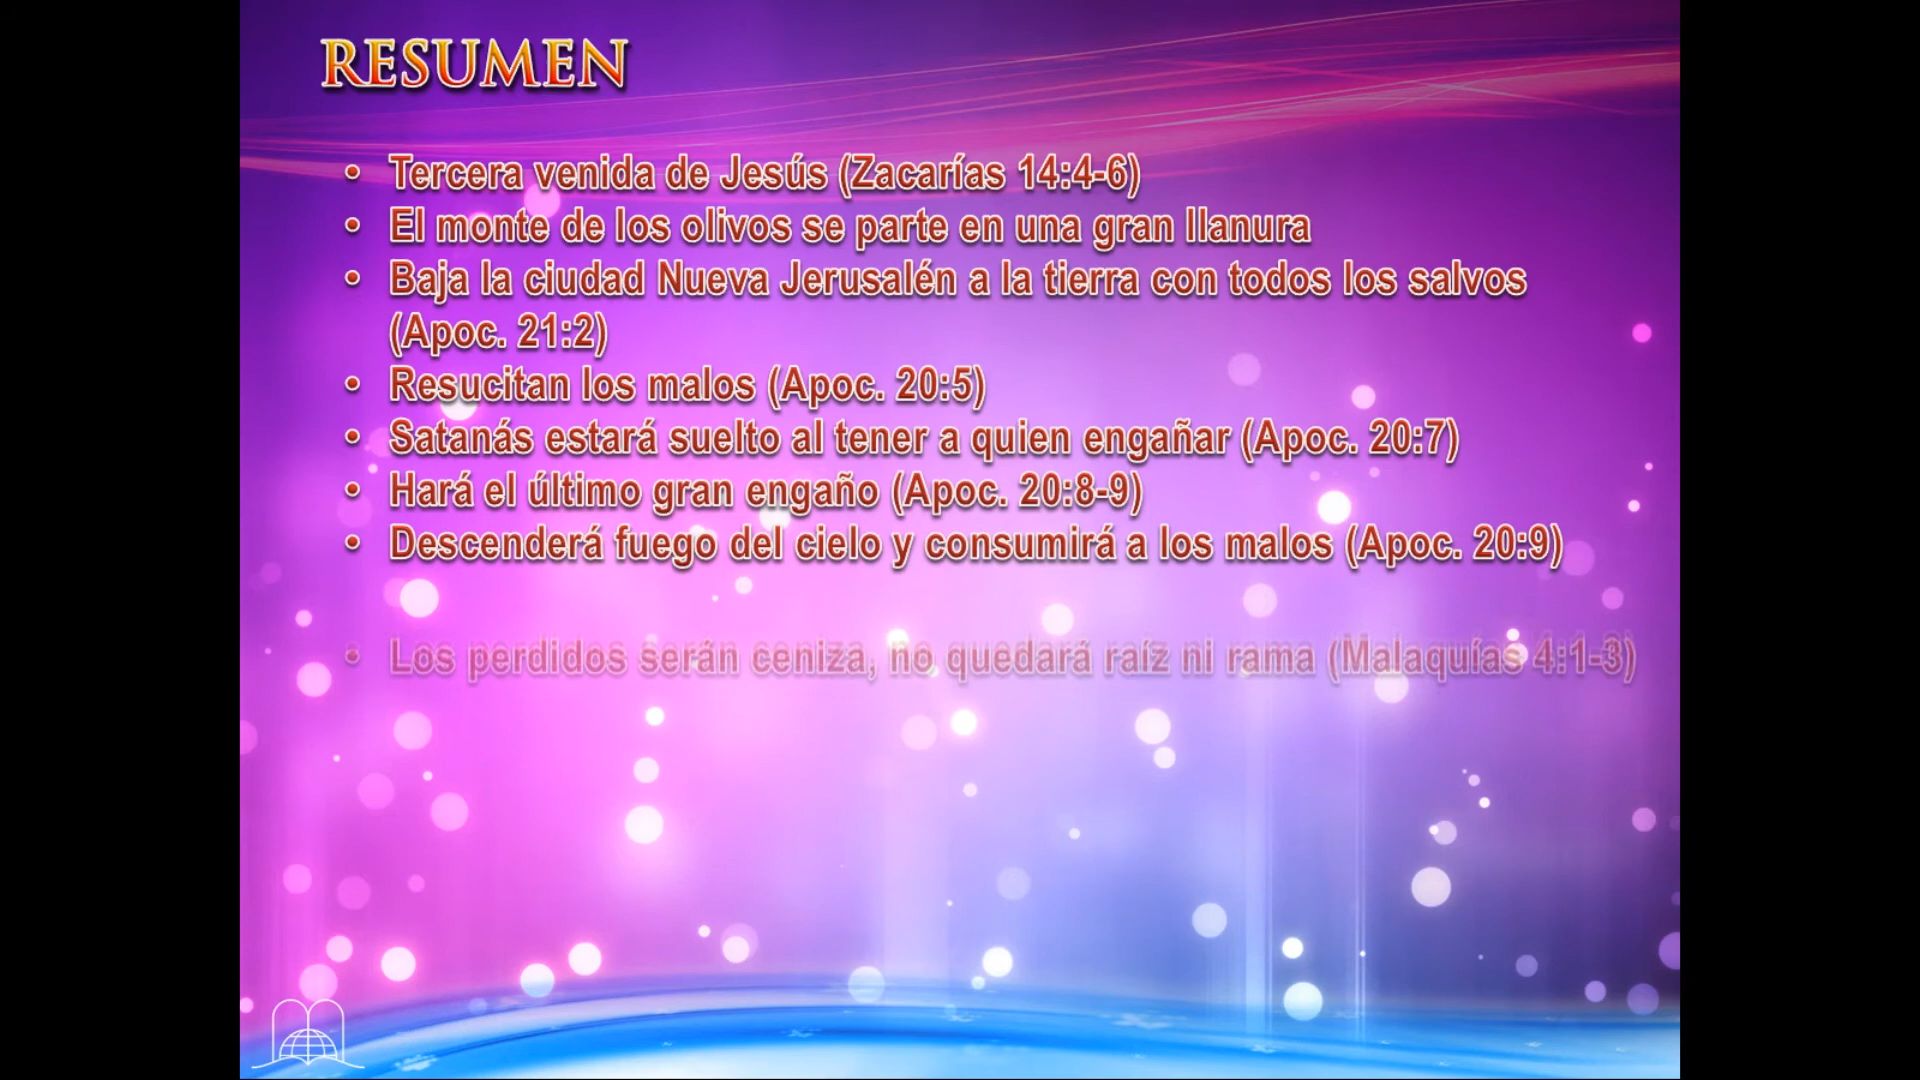 RESUMEN
• Tercera venida de Jesús (Zacarías 14:4-6)
• El monte de los olivos se parte en una gran llanura
• Baja la ciudad Nueva Jerusalén a la tierra con todos los salvos
(Apoc. 21:2)
• Resucitan los malos (Apoc. 20:5)
• Satanás estará suelto al tener a quien engañar (Apoc. 20:7)
• Hará el último gran engaño (Apoc. 20:8-9)
• Descenderá fuego del cielo y consumirá a los malos (Apoc. 20:9)
• Los perdidos serán ceniza, no quedará raíz ni rama (Malaquías 4:1-3)